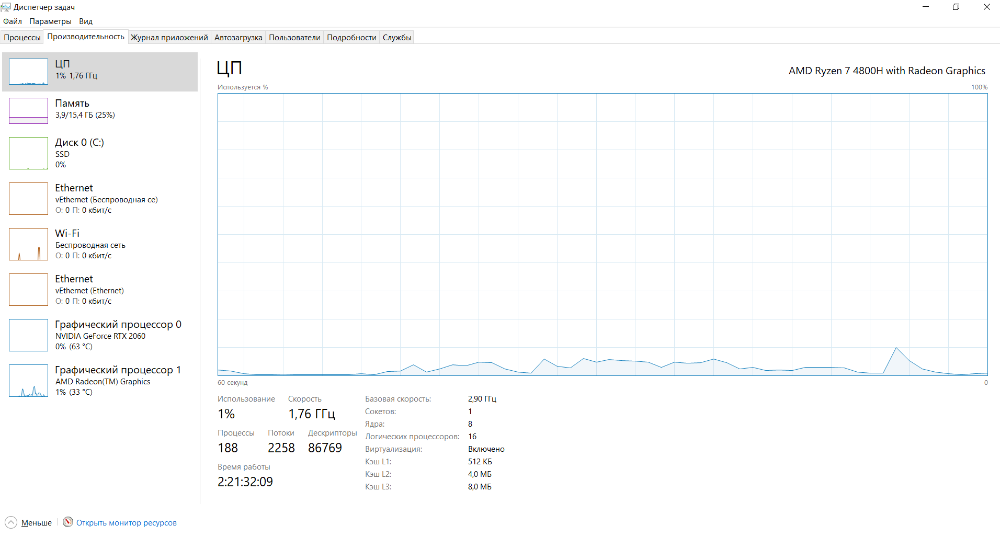 Диспетчер задач
Файл Параметры Вид
Процессы Производительность Журнал приложений Автозагрузка Пользователи Подробности Службы
ЦП
1% 1,76 ГГц
Память
3,9/15,4 ГБ (25%)
Диск 0 (C:)
SSD
0%
Ethernet
vEthernet (Беспроводная се)
О: 0 П: 0 кбит/с
Wi-Fi
Беспроводная сеть
О: 0 П: 0 кбит/с
Ethernet
vEthernet (Ethernet)
О: 0 П: 0 кбит/с
Графический процессор 0
NVIDIA GeForce RTX 2060
0% (63 °C)
Графический процессор 1
AMD Radeon(TM) Graphics
1% (33 °C)
ЦП
AMD Ryzen 7 4800H with Radeon Graphics
Используется % 100%
60 секунд 0
Использование Скорость
1% 1,76 ГГц
Процессы Потоки Дескрипторы
188 2258 86769
Время работы
2:21:32:09
Базовая скорость: 2,90 ГГц
Сокетов: 1
Ядра: 8
Логических процессоров: 16
Виртуализация: Включено
Кэш L1: 512 КБ
Кэш L2: 4,0 МБ
Кэш L3: 8,0 МБ
Меньше Открыть монитор ресурсов